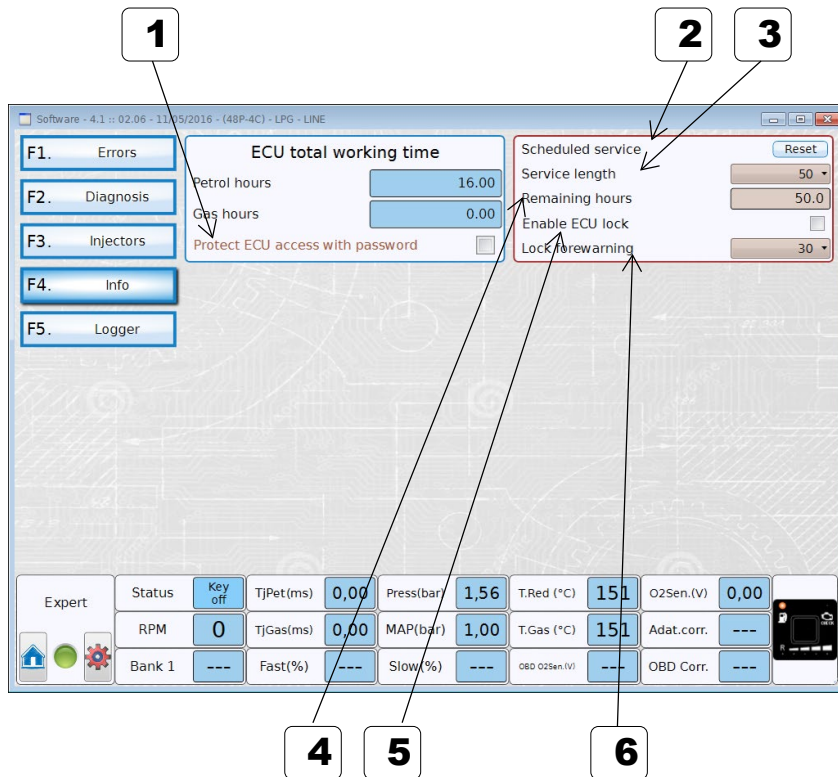 1
2
3
Software - 4.1 :: 02.06 - 11/05/2016 - (48P-4C) - LPG - LINE
F1. Errors
F2. Diagnosis
F3. Injectors
F4. Info
F5. Logger
ECU total working time
Petrol hours 16.00
Gas hours 0.00
Protect ECU access with password
Scheduled service Reset
Service length 50
Remaining hours 50.0
Enable ECU lock
Lock forewarning 30
Expert
Status Key off TjPet(ms) 0,00 Press(bar) 1,56 T.Red (°C) 151 O2Sen.(V) 0,00
RPM 0 TjGas(ms) 0,00 MAP(bar) 1,00 T.Gas (°C) 151 Adat.corr. ---
Bank 1 --- Fast(%) --- Slow(%) --- OBD O2Sen.(V) --- OBD Corr. ---
R
4
5
6